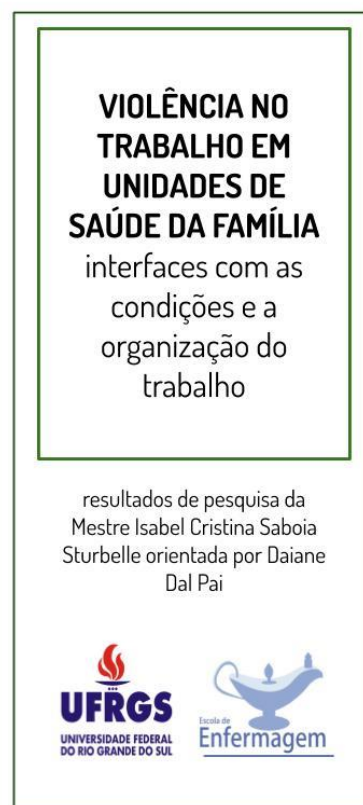 VIOLÊNCIA NO
TRABALHO EM
UNIDADES DE
SAÚDE DA FAMÍLIA
interfaces com as
condições e a
organização do
trabalho
resultados de pesquisa da
Mestre Isabel Cristina Saboia
Sturbelle orientada por Daiane
Dal Pai
UFRGS
UNIVERSIDADE FEDERAL
DO RIO GRANDE DO SUL
Escola de
Enfermagem